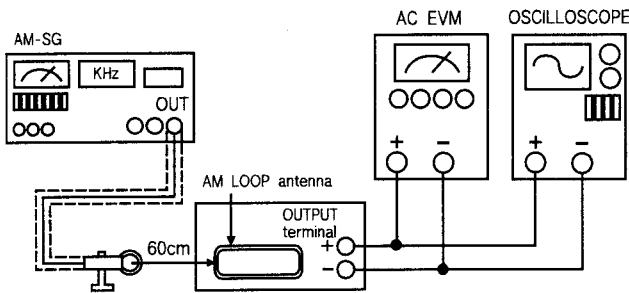 AM-SG
KHz
OUT
AC EVM
+ −
OSCILLOSCOPE
+ −
AM LOOP antenna
60cm
OUTPUT
terminal
+
−